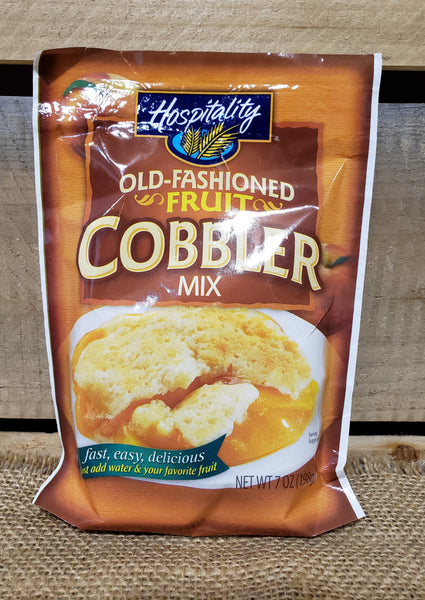 Hospitality
OLD-FASHIONED
FRUIT
COBBLER
MIX
fast, easy, delicious
add water & your favorite fruit
Serving
NET WT 7 OZ (198g)